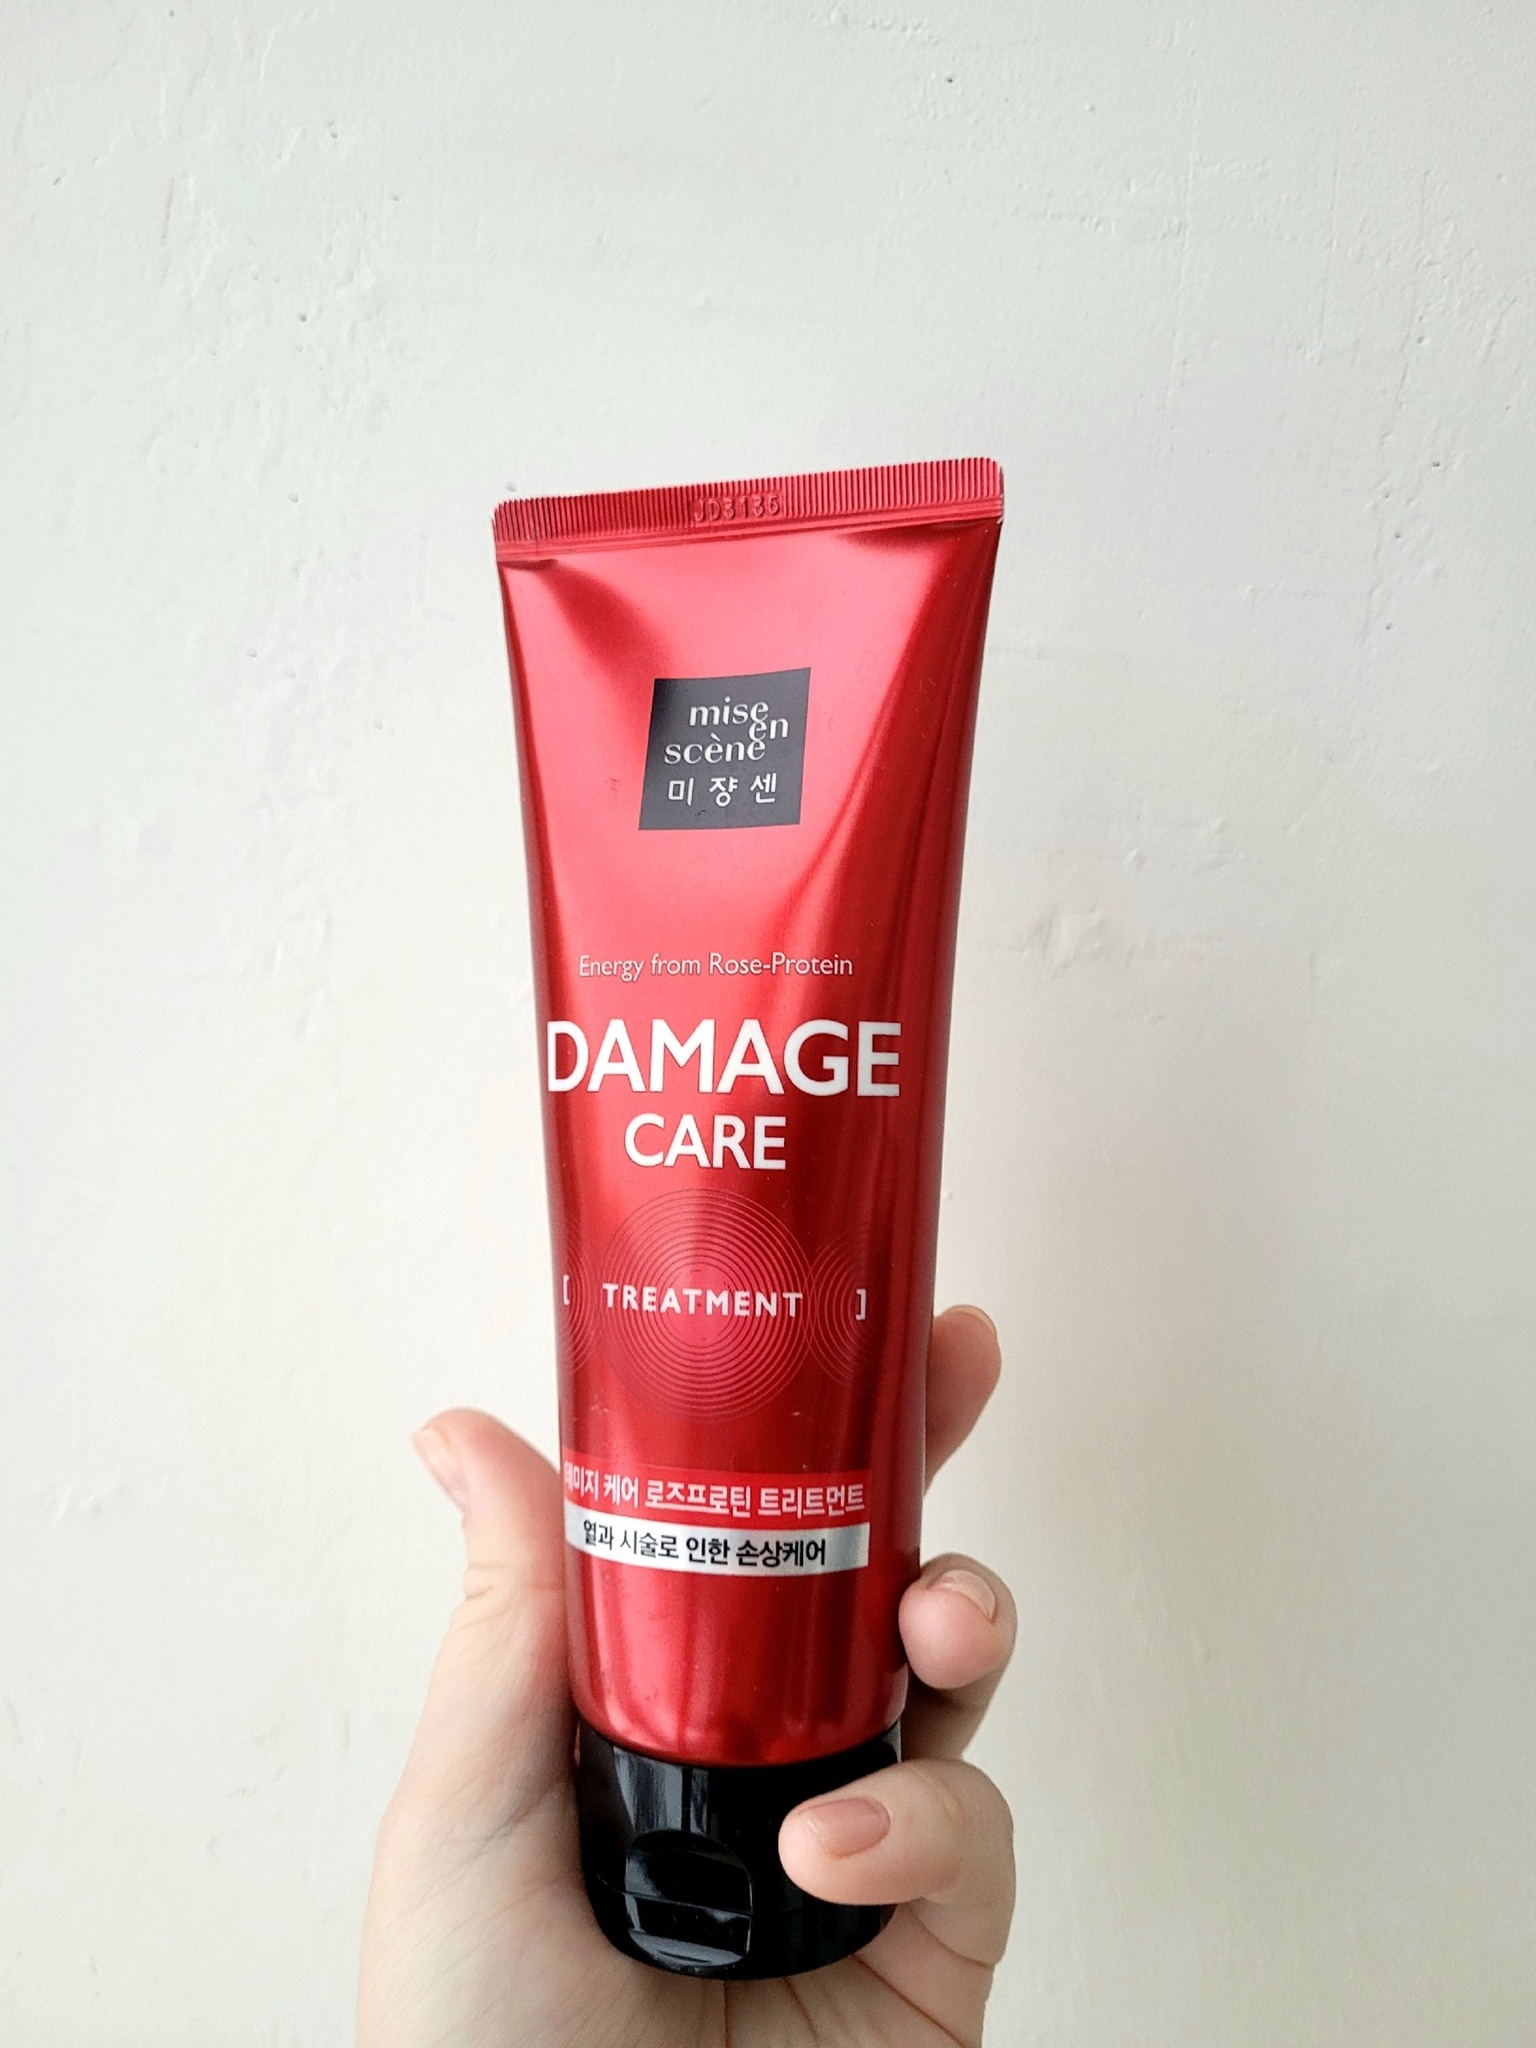 JD3135
mise
en
scène
미쟝센
Energy from Rose-Protein
DAMAGE
CARE
[ TREATMENT ]
데미지 케어 로즈프로틴 트리트먼트
열과 시술로 인한 손상케어